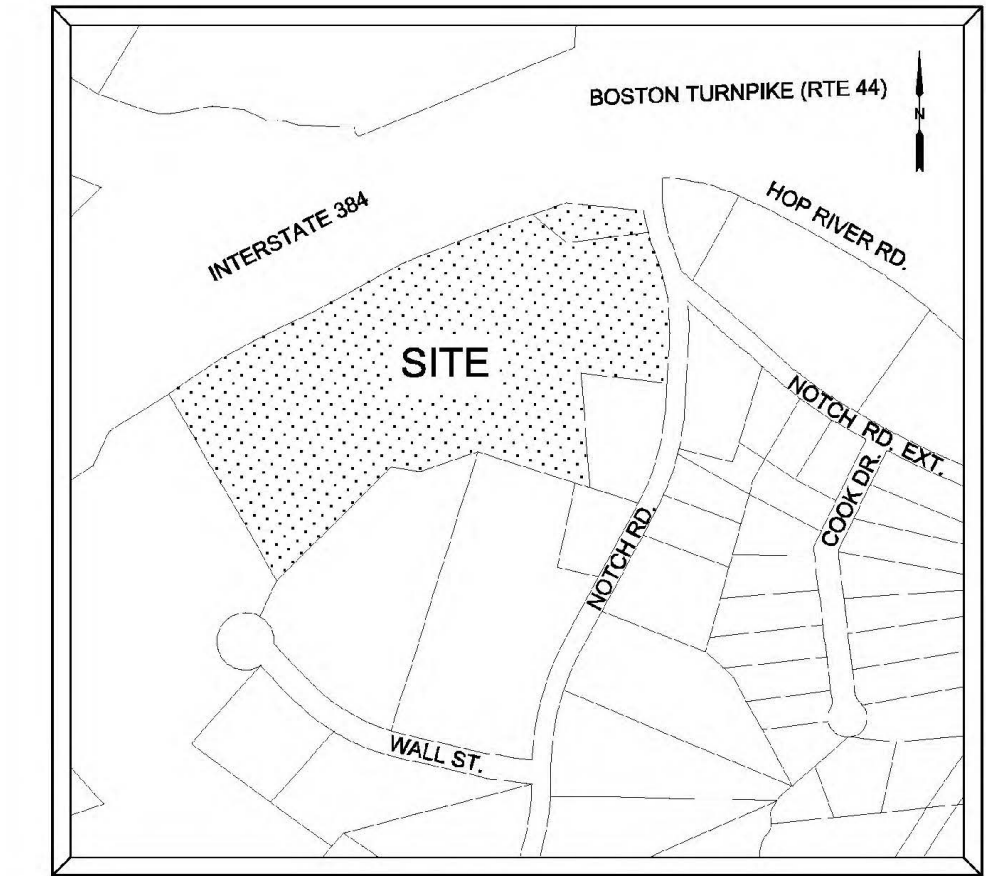 BOSTON TURNPIKE (RTE 44)
N
HOP RIVER RD.
INTERSTATE 384
SITE
NOTCH RD. EXT.
COOK DR.
NOTCH RD.
WALL ST.